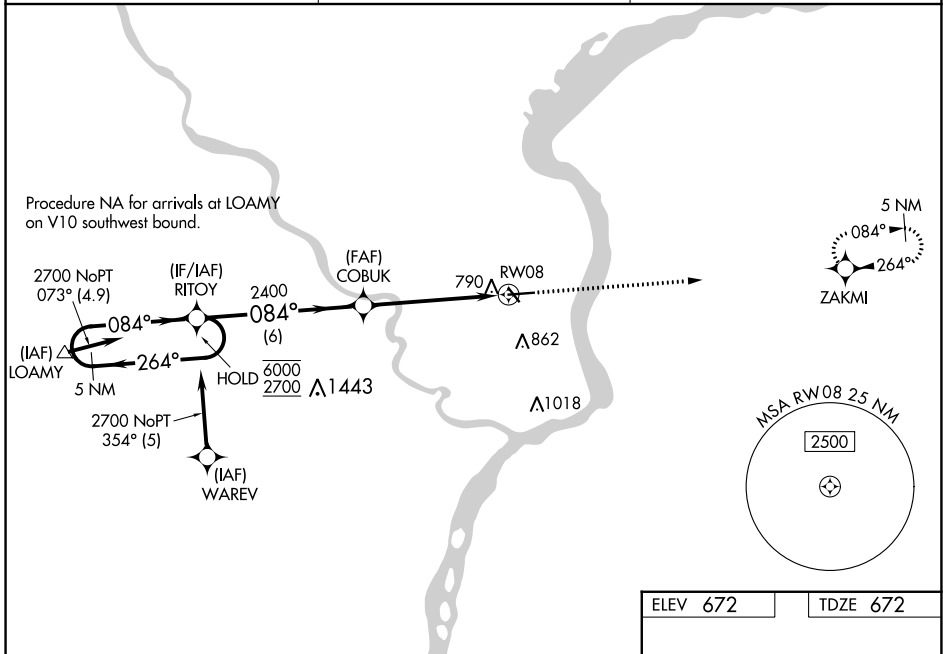 Procedure NA for arrivals at LOAMY
on V10 southwest bound.
2700 NoPT
073° (4.9)
(IF/IAF)
RITOY
084°
264°
(IAF)
LOAMY
5 NM
2700 NoPT
354° (5)
(IAF)
WAREV
HOLD
6000
2700
1443
2400
084°
(6)
(FAF)
COBUK
790
RW08
862
1018
5 NM
084°
264°
ZAKMI
MSA RW08 25 NM
2500
ELEV 672
TDZE 672